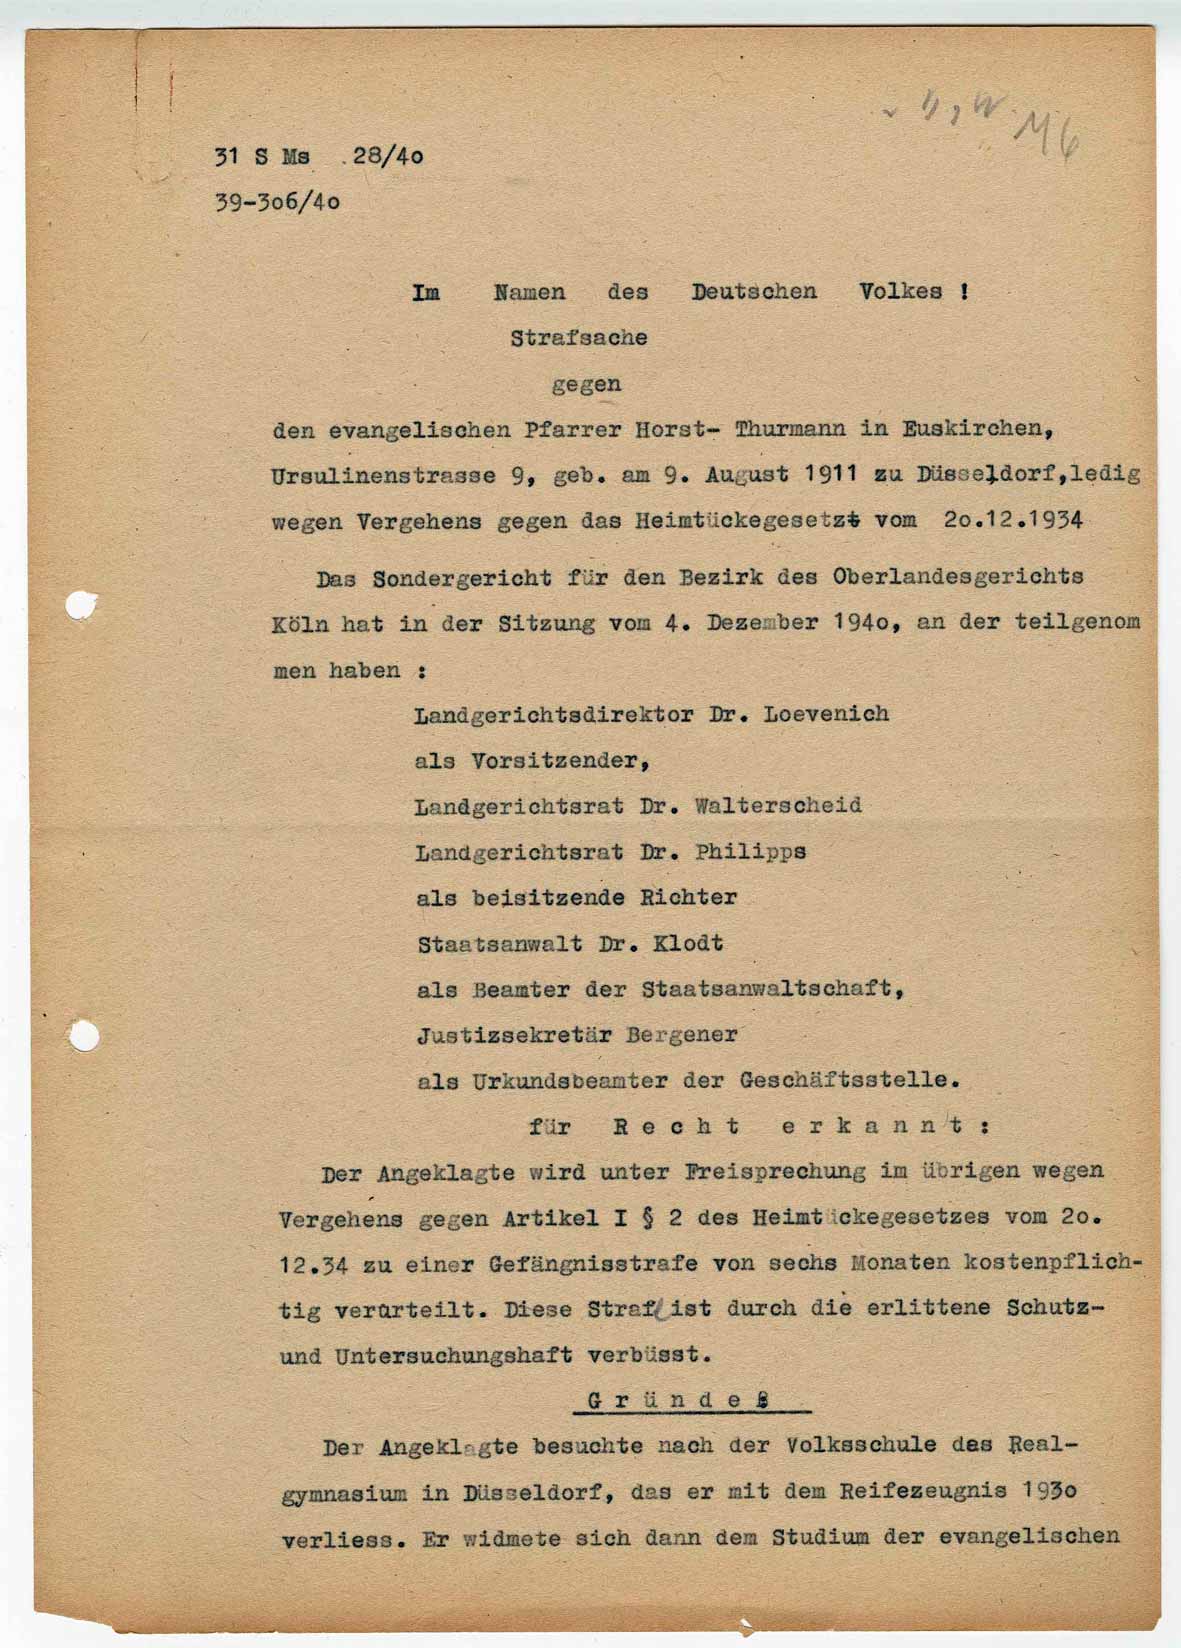 31 S Ms 28/4o
39-3o6/4o
Im Namen des Deutschen Volkes !
Strafsache
gegen
den evangelischen Pfarrer Horst- Thurmann in Euskirchen,
Ursulinenstrasse 9, geb. am 9. August 1911 zu Düsseldorf,ledig
wegen Vergehens gegen das Heimtückegesetzt vom 2o.12.1934
Das Sondergericht für den Bezirk des Oberlandesgerichts
Köln hat in der Sitzung vom 4. Dezember 194o, an der teilgenom
men haben :
Landgerichtsdirektor Dr. Loevenich
als Vorsitzender,
Landgerichtsrat Dr. Walterscheid
Landgerichtsrat Dr. Philipps
als beisitzende Richter
Staatsanwalt Dr. Klodt
als Beamter der Staatsanwaltschaft,
Justizsekretär Bergener
als Urkundsbeamter der Geschäftsstelle.
für R e c h t e r k a n n t :
Der Angeklagte wird unter Freisprechung im übrigen wegen
Vergehens gegen Artikel I § 2 des Heimtückegesetzes vom 2o.
12.34 zu einer Gefängnisstrafe von sechs Monaten kostenpflich-
tig verurteilt. Diese Strafe ist durch die erlittene Schutz-
und Untersuchungshaft verbüsst.
G r ü n d e :
Der Angeklagte besuchte nach der Volksschule das Real-
gymnasium in Düsseldorf, das er mit dem Reifezeugnis 193o
verliess. Er widmete sich dann dem Studium der evangelischen